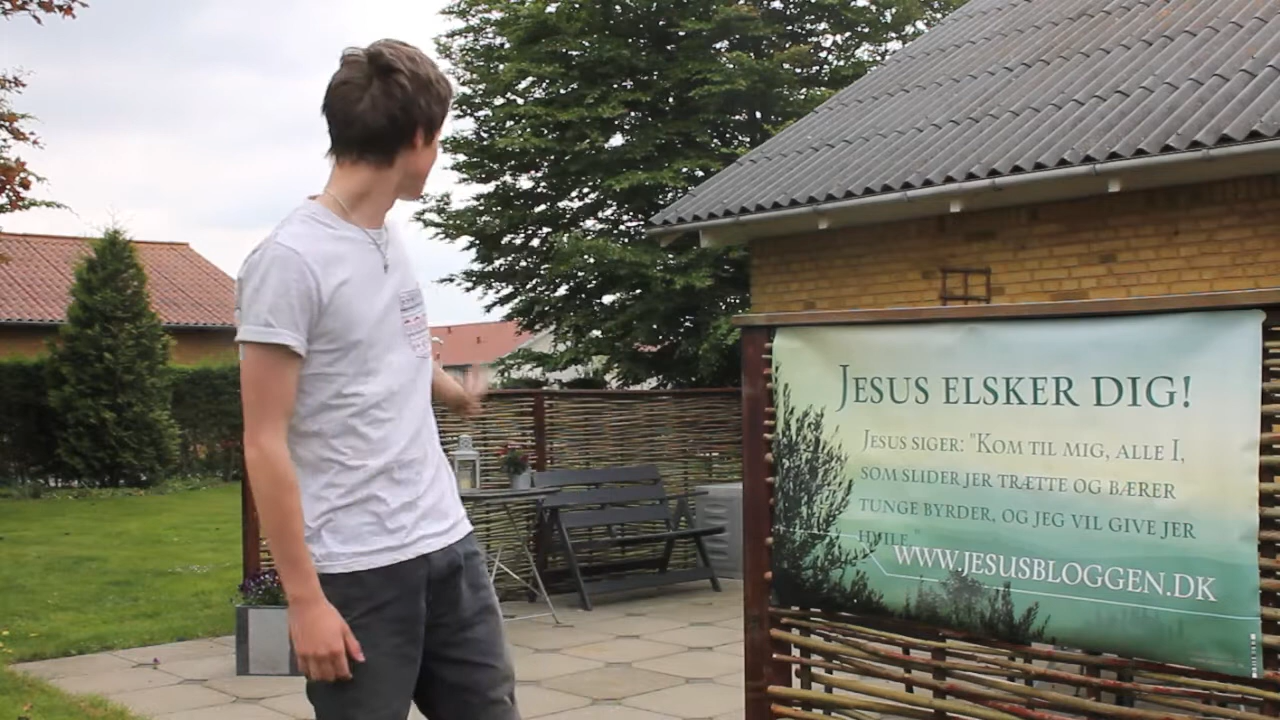 JESUS ELSKER DIG!
JESUS SIGER: "KOM TIL MIG, ALLE I,
SOM SLIDER JER TRÆTTE OG BÆRER
TUNGE BYRDER, OG JEG VIL GIVE JER
HVILE."
WWW.JESUSBLOGGEN.DK